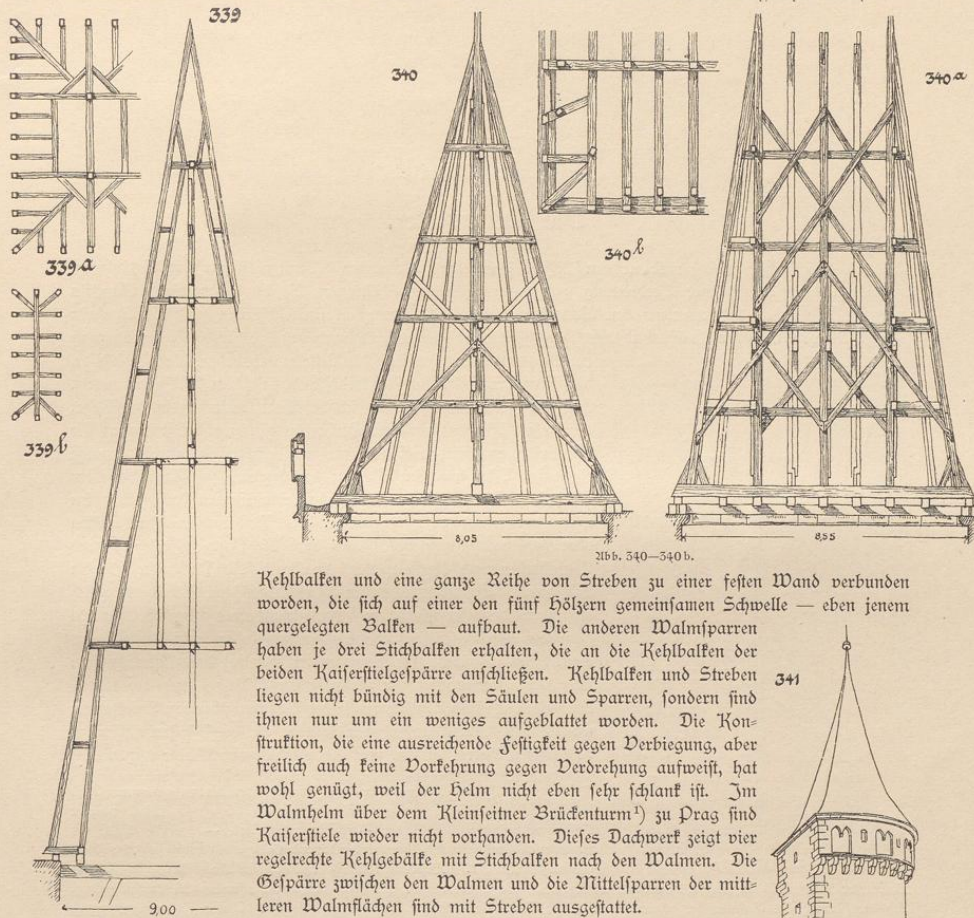 339
340
340a
339a
340b
339b
8,05
8,55
Abb. 340—340b.
Kehlbalken und eine ganze Reihe von Streben zu einer festen Wand verbunden
worden, die sich auf einer den fünf Hölzern gemeinsamen Schwelle — eben jenem
quergelegten Balken — aufbaut. Die anderen Walmsparren
haben je drei Stichbalken erhalten, die an die Kehlbalken der
beiden Kaiserstielgespärre anschließen. Kehlbalken und Streben
liegen nicht bündig mit den Säulen und Sparren, sondern sind
ihnen nur um ein weniges aufgeblattet worden. Die Kon-
struktion, die eine ausreichende Festigkeit gegen Verbiegung, aber
freilich auch keine Vorkehrung gegen Verdrehung aufweist, hat
wohl genügt, weil der Helm nicht eben sehr schlank ist. Im
Walmhelm über dem Kleinseitner Brückenturm¹) zu Prag sind
Kaiserstiele wieder nicht vorhanden. Dieses Dachwerk zeigt vier
regelrechte Kehlgebälke mit Stichbalken nach den Walmen. Die
Gespärre zwischen den Walmen und die Mittelsparren der mitt-
leren Walmflächen sind mit Streben ausgestattet.
341
9,00